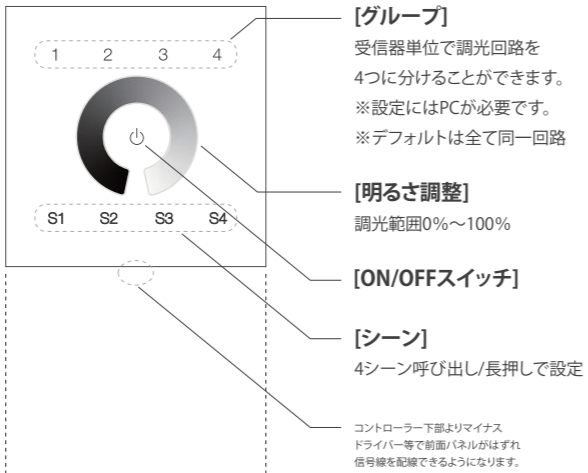 [グループ]
1 2 3 4
受信器単位で調光回路を
4つに分けることができます。
※設定にはPCが必要です。
※デフォルトは全て同一回路
[明るさ調整]
調光範囲0%～100%
S1 S2 S3 S4
[ON/OFFスイッチ]
[シーン]
4シーン呼び出し/長押しで設定
コントローラー下部よりマイナス
ドライバー等で前面パネルがはずれ
信号線を配線できるようになります。